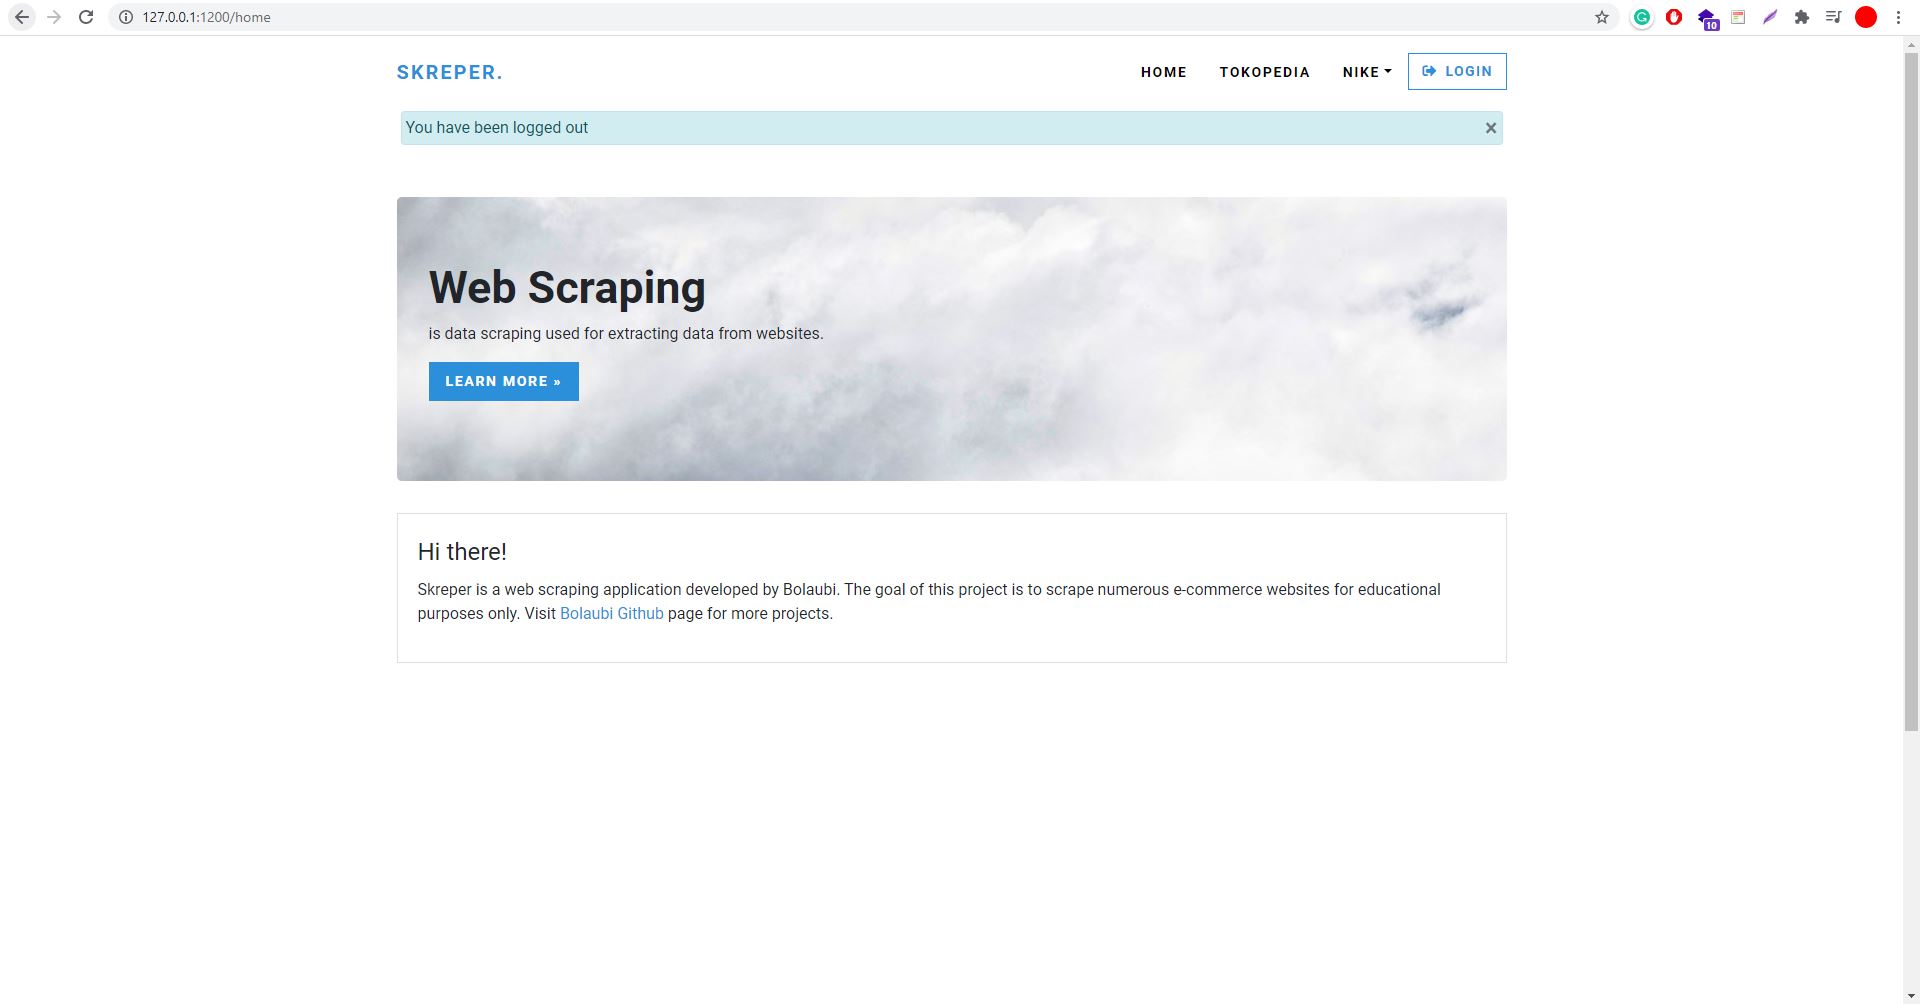 127.0.0.1:1200/home
10
SKREPER.
HOME
TOKOPEDIA
NIKE
LOGIN
You have been logged out
×
Web Scraping
is data scraping used for extracting data from websites.
LEARN MORE »
Hi there!
Skreper is a web scraping application developed by Bolaubi. The goal of this project is to scrape numerous e-commerce websites for educational
purposes only. Visit Bolaubi Github page for more projects.